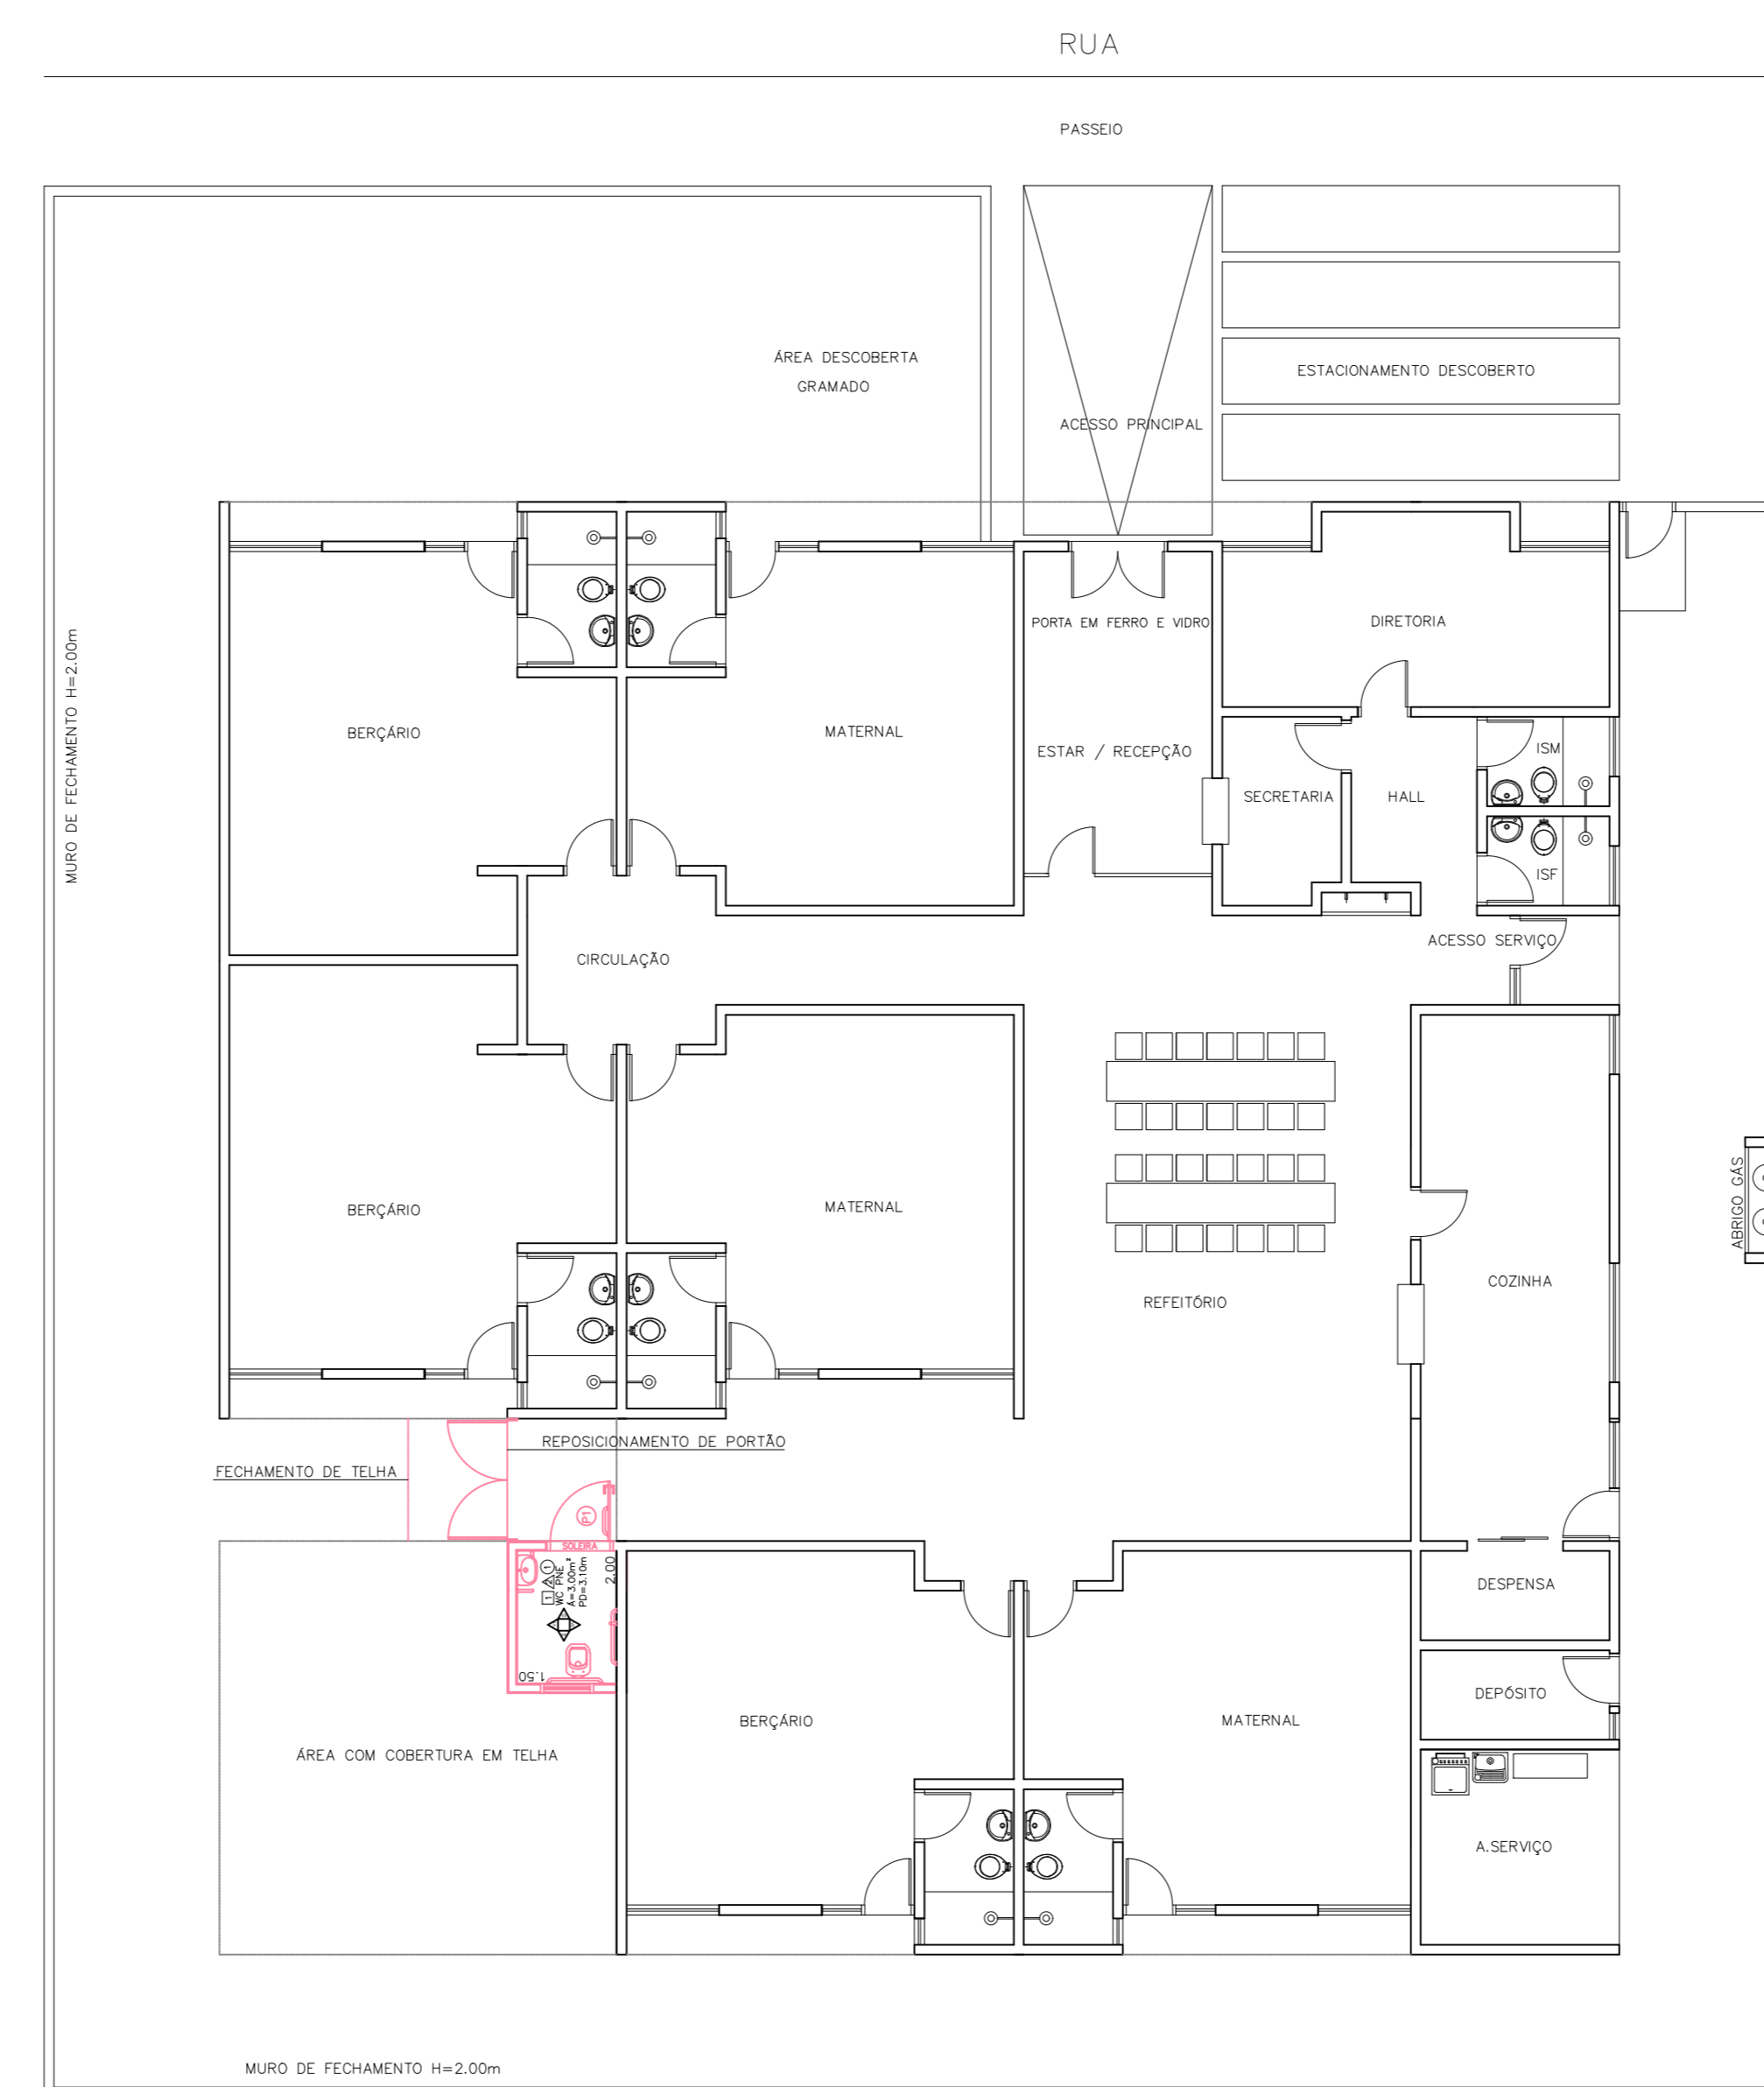 RUA
PASSEIO
ÁREA DESCOBERTA
GRAMADO
ESTACIONAMENTO DESCOBERTO
ACESSO PRINCIPAL
MURO DE FECHAMENTO H=2.00m
PORTA EM FERRO E VIDRO
DIRETORIA
BERÇÁRIO
MATERNAL
ESTAR / RECEPÇÃO
ISM
SECRETARIA
HALL
ISF
ACESSO SERVIÇO
CIRCULAÇÃO
BERÇÁRIO
MATERNAL
ABRIGO GÁS
COZINHA
REFEITÓRIO
REPOSICIONAMENTO DE PORTÃO
FECHAMENTO DE TELHA
P1
SOLEIRA
1 2 1
WC PNE
A=3.00m²
PD=3.10m
2.00
1.50
DESPENSA
DEPÓSITO
BERÇÁRIO
MATERNAL
ÁREA COM COBERTURA EM TELHA
A.SERVIÇO
MURO DE FECHAMENTO H=2.00m